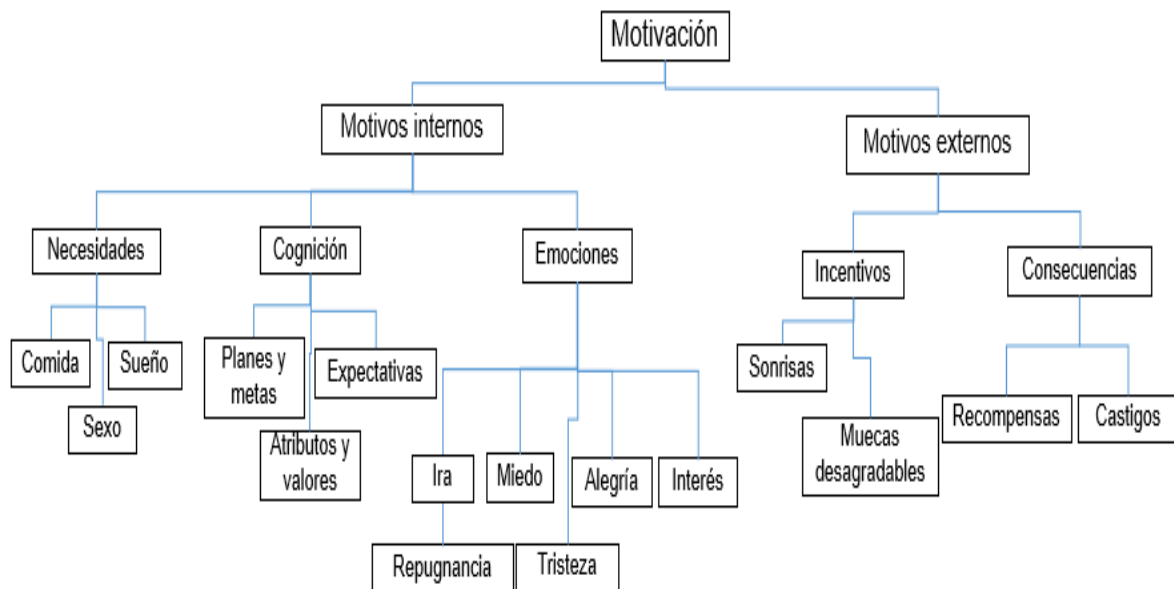 Motivación
Motivos internos
Motivos externos
Necesidades
Cognición
Emociones
Incentivos
Consecuencias
Comida
Sueño
Sexo
Planes y
metas
Expectativas
Atributos y
valores
Ira
Miedo
Alegría
Interés
Repugnancia
Tristeza
Sonrisas
Muecas
desagradables
Recompensas
Castigos